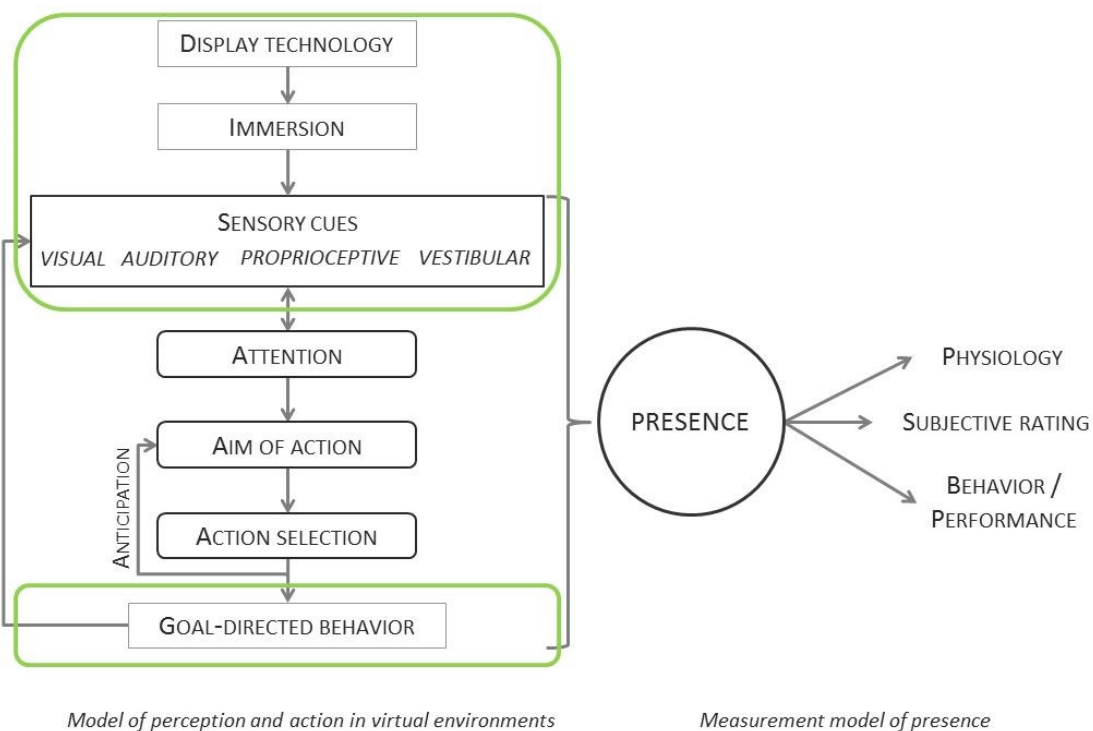 DISPLAY TECHNOLOGY
IMMERSION
SENSORY CUES
VISUAL AUDITORY PROPRIOCEPTIVE VESTIBULAR
ATTENTION
AIM OF ACTION
ANTICIPATION
ACTION SELECTION
GOAL-DIRECTED BEHAVIOR
PRESENCE
PHYSIOLOGY
SUBJECTIVE RATING
BEHAVIOR /
PERFORMANCE
Model of perception and action in virtual environments
Measurement model of presence